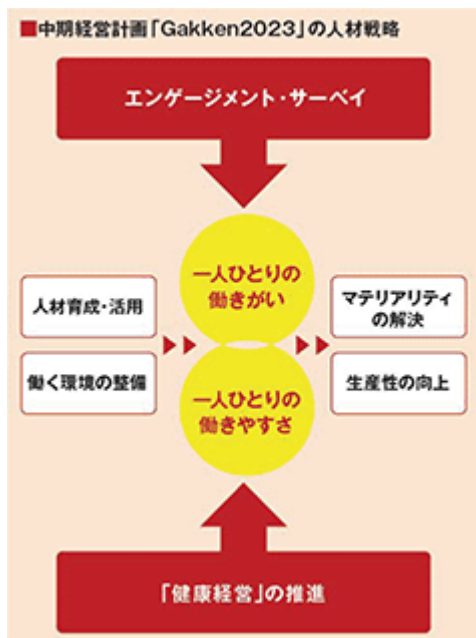 ■中期経営計画「Gakken2023」の人材戦略
エンゲージメント・サーベイ
一人ひとりの
働きがい
人材育成・活用
働く環境の整備
マテリアリティ
の解決
生産性の向上
一人ひとりの
働きやすさ
「健康経営」の推進